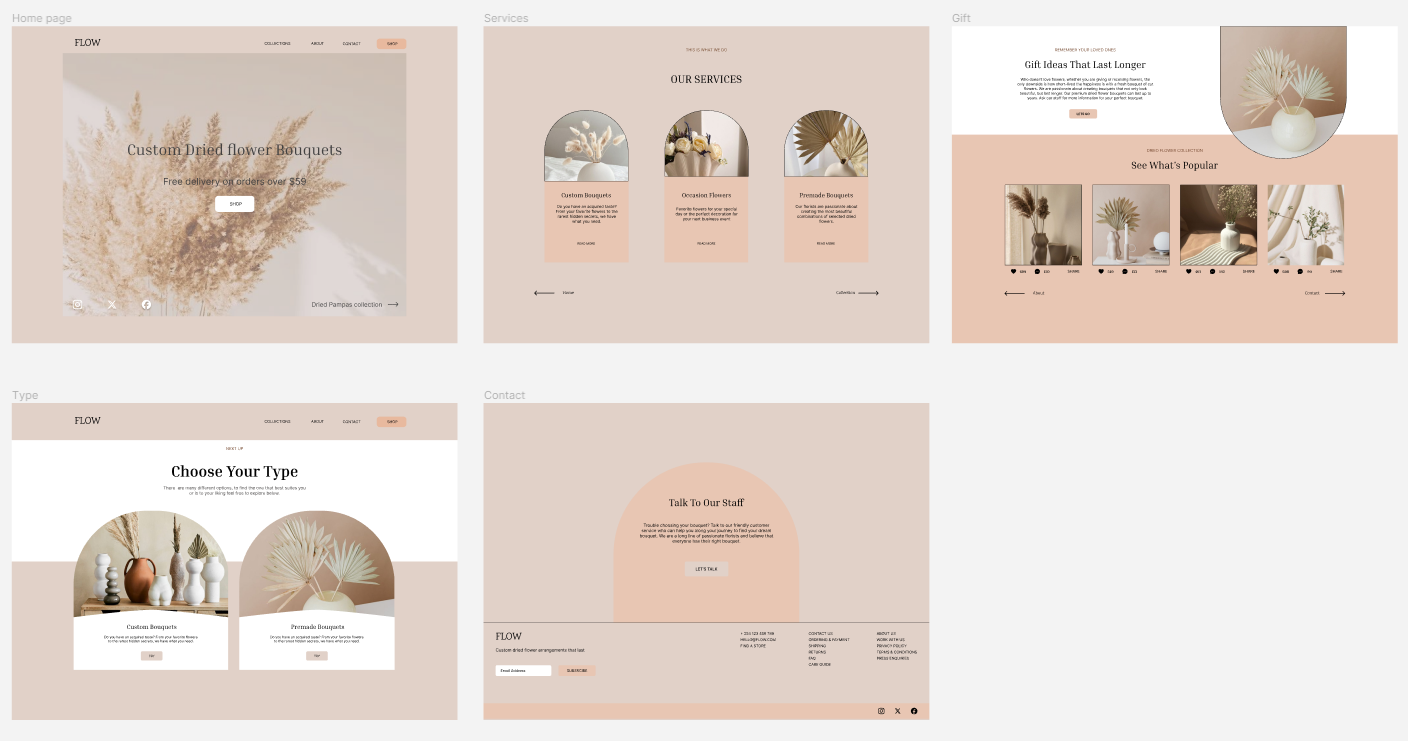 Home page
FLOW
COLLECTIONS
ABOUT
CONTACT
SHOP
Custom Dried flower Bouquets
Free delivery on orders over $59
SHOP
Dried Pampas collection
Services
THIS IS WHAT WE DO
OUR SERVICES
Custom Bouquets
Do you have an acquired taste?
From your favorite flowers to the
rarest hidden secrets, we have
what you need.
READ MORE
Occasion Flowers
Favorite flowers for your special
day or the perfect decoration for
your next business event
READ MORE
Premade Bouquets
Our florists are passionate about
creating the most beautiful
combinations of selected dried
flowers.
READ MORE
Home
Collection
Gift
REMEMBER YOUR LOVED ONES
Gift Ideas That Last Longer
Who doesn't love flowers, whether you are giving or receiving flowers, the
only downside is how short-lived the happiness is with a fresh bouquet of cut
flowers. We are passionate about creating bouquets that not only look
beautiful, but last longer. Our premium dried flower bouquets can last up to
years. Ask our staff for more information for your perfect bouquet
LET'S GO
DRIED FLOWER COLLECTION
See What's Popular
SHARE
SHARE
SHARE
SHARE
About
Contact
Type
FLOW
COLLECTIONS
ABOUT
CONTACT
SHOP
NEXT UP
Choose Your Type
There are many different options, to find the one that best suites you
or is to your liking feel free to explore below.
Custom Bouquets
Do you have an acquired taste? From your favorite flowers
to the rarest hidden secrets, we have what you need.
Premade Bouquets
Do you have an acquired taste? From your favorite flowers
to the rarest hidden secrets, we have what you need.
Contact
Talk To Our Staff
Trouble choosing your bouquet? Talk to our friendly customer
service who can help you along your journey to find your dream
bouquet. We are a long line of passionate florists and believe that
everyone has their right bouquet
LET'S TALK
FLOW
Custom dried flower arrangements that last
Email Address
SUBSCRIBE
+ 234 123 459 789
HELLO@FLOW.COM
FIND A STORE
CONTACT US
ORDERING & PAYMENT
SHIPPING
RETURNS
FAQ
CARE GUIDE
ABOUT US
WORK WITH US
PRIVACY POLICY
TERMS & CONDITIONS
PRESS ENQUIRIES